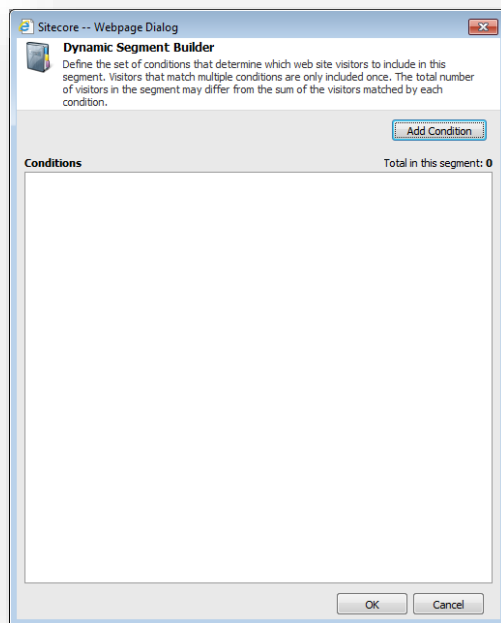 Sitecore -- Webpage Dialog
Dynamic Segment Builder
Define the set of conditions that determine which web site visitors to include in this
segment. Visitors that match multiple conditions are only included once. The total number
of visitors in the segment may differ from the sum of the visitors matched by each
condition.
Add Condition
Conditions Total in this segment: 0
OK Cancel